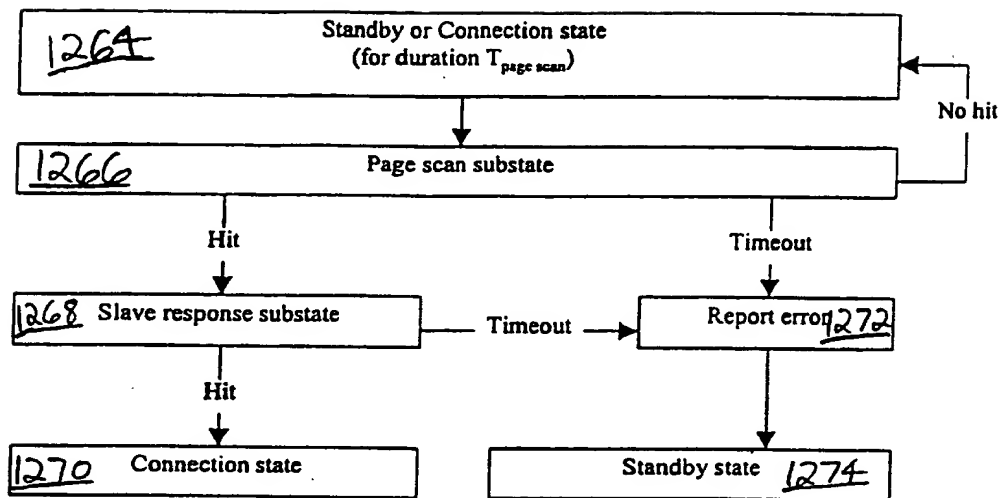 1264
Standby or Connection state
(for duration Tpage scan)
No hit
1266 Page scan substate
Hit
Timeout
1268 Slave response substate
Timeout
Report error 1272
Hit
1270 Connection state
Standby state 1274